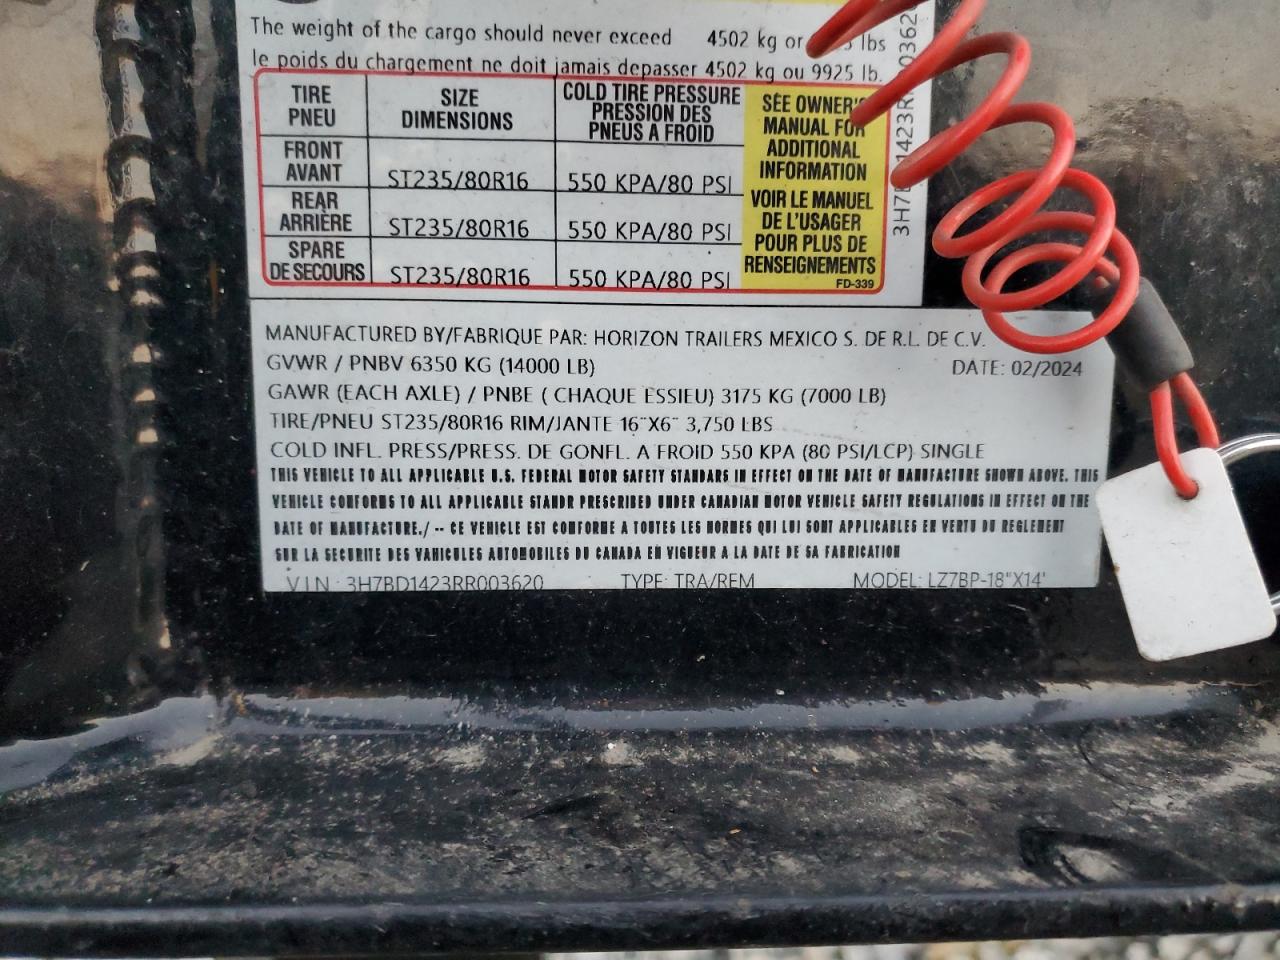 The weight of the cargo should never exceed 4502 kg or lbs
le poids du chargement ne doit jamais depasser 4502 kg ou 9925 lb.
TIRE PNEU SIZE DIMENSIONS COLD TIRE PRESSURE PRESSION DES PNEUS A FROID
FRONT AVANT ST235/80R16 550 KPA/80 PSI
REAR ARRIÈRE ST235/80R16 550 KPA/80 PSI
SPARE DE SECOURS ST235/80R16 550 KPA/80 PSI
SEE OWNER'S
MANUAL FOR
ADDITIONAL
INFORMATION
VOIR LE MANUEL
DE L'USAGER
POUR PLUS DE
RENSEIGNEMENTS
FD-339
MANUFACTURED BY/FABRIQUE PAR: HORIZON TRAILERS MEXICO S. DE R.L. DE C.V.
GVWR / PNBV 6350 KG (14000 LB) DATE: 02/2024
GAWR (EACH AXLE) / PNBE ( CHAQUE ESSIEU) 3175 KG (7000 LB)
TIRE/PNEU ST235/80R16 RIM/JANTE 16"X6" 3,750 LBS
COLD INFL. PRESS/PRESS. DE GONFL. A FROID 550 KPA (80 PSI/LCP) SINGLE
THIS VEHICLE TO ALL APPLICABLE U.S. FEDERAL MOTOR SAFETY STANDARS IN EFFECT ON THE DATE OF MANUFACTURE SHOWN ABOVE. THIS
VEHICLE CONFORMS TO ALL APPLICABLE STANDR PRESCRISED UNDER CANADIAN MOTOR VEHICLE SAFETY REGULATIONS IN EFFECT ON THE
DATE OF MANUFACTURE./ -- CE VEHICLE EST CONFORME A TOUTES LES NORMES QUI LUI SONT APPLICABLES EN VERTU DU REGLEMENT
SUR LA SECURITE DES VAHICULES AUTOMOBILES DU CANADA EN VIGUEUR A LA DATE DE SA FABRICATION
V.I.N.: 3H7BD1423RR003620 TYPE: TRA/REM MODEL: LZ7BP-18"X14'